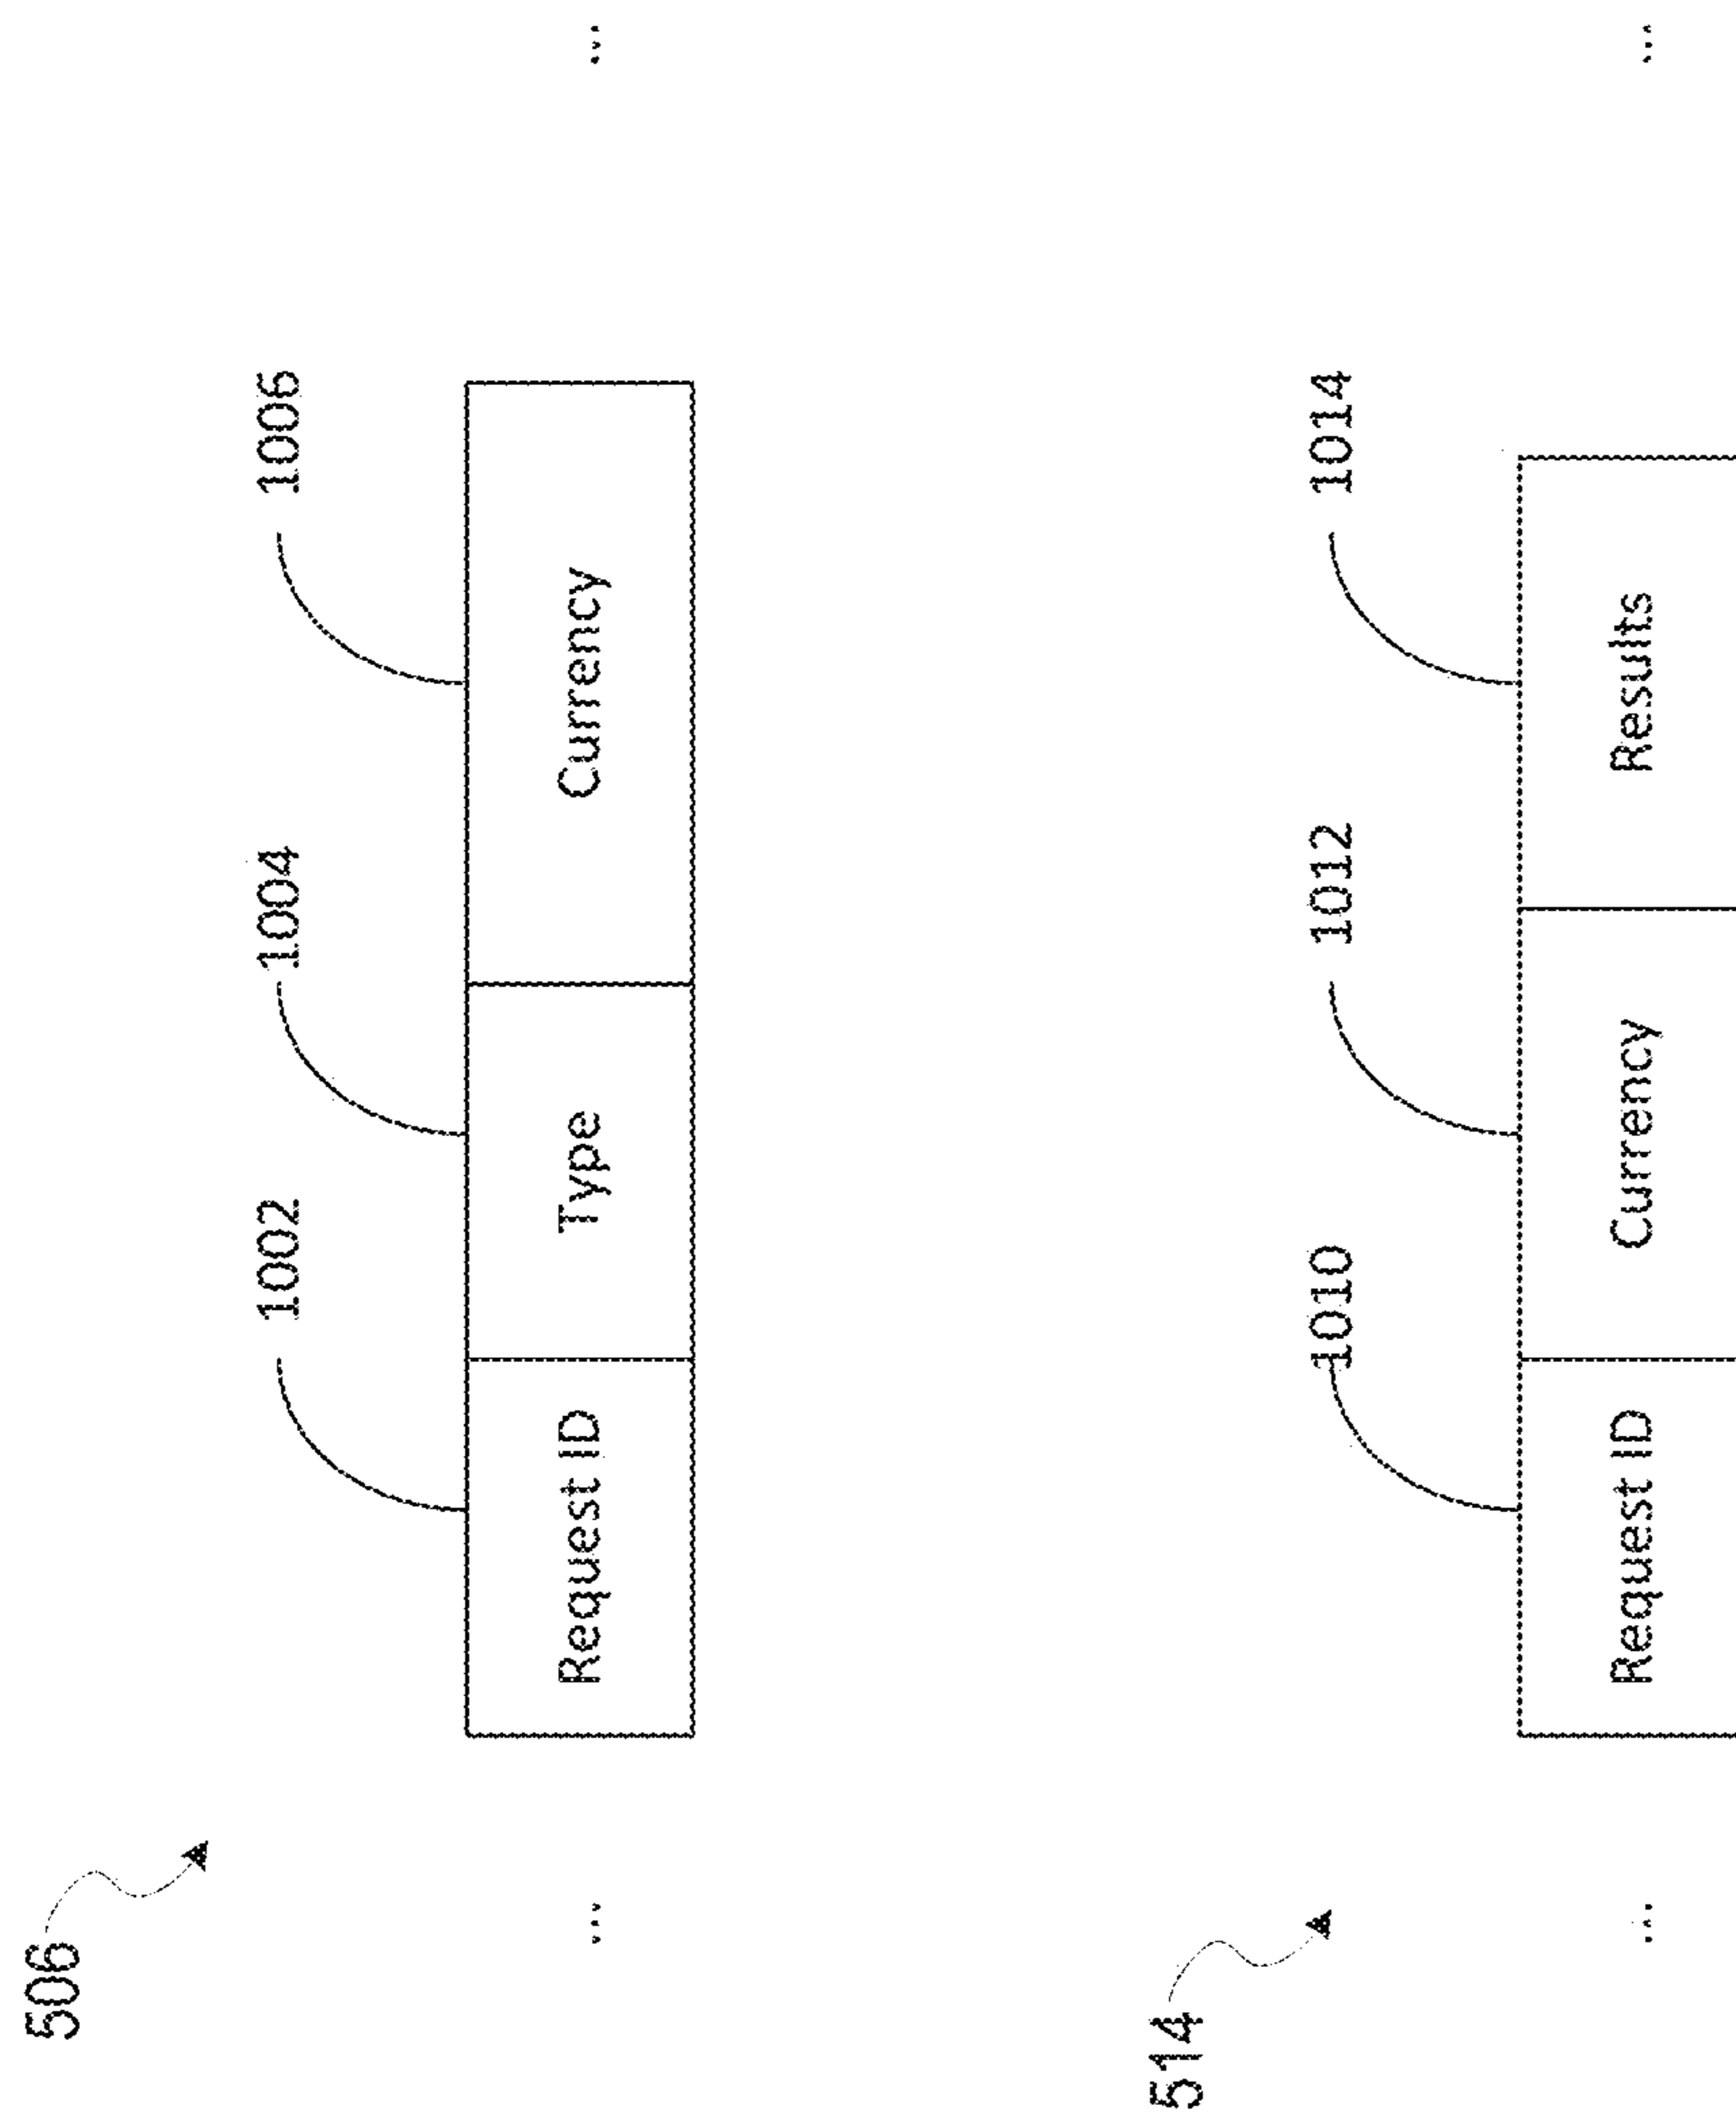 506
1002 1004 1006
... Request ID Type Currency ...
514
1010 1012 1014
... Request ID Currency Results ...